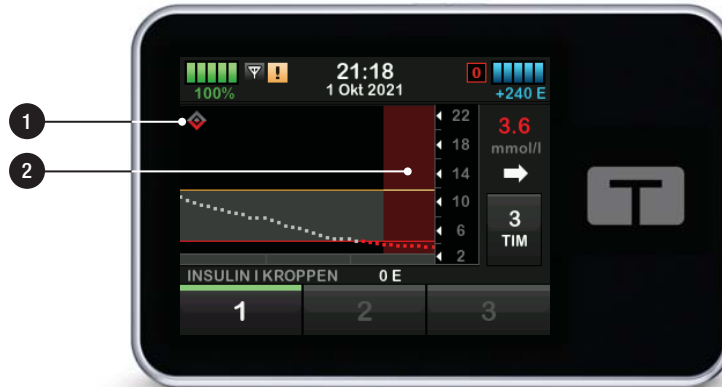 21:18
100%
1 Okt 2021
0
+240 E
!
1
2
22
18
14
10
6
2
3.6
mmol/l
3
TIM
INSULIN I KROPPEN 0 E
1
2
3
T